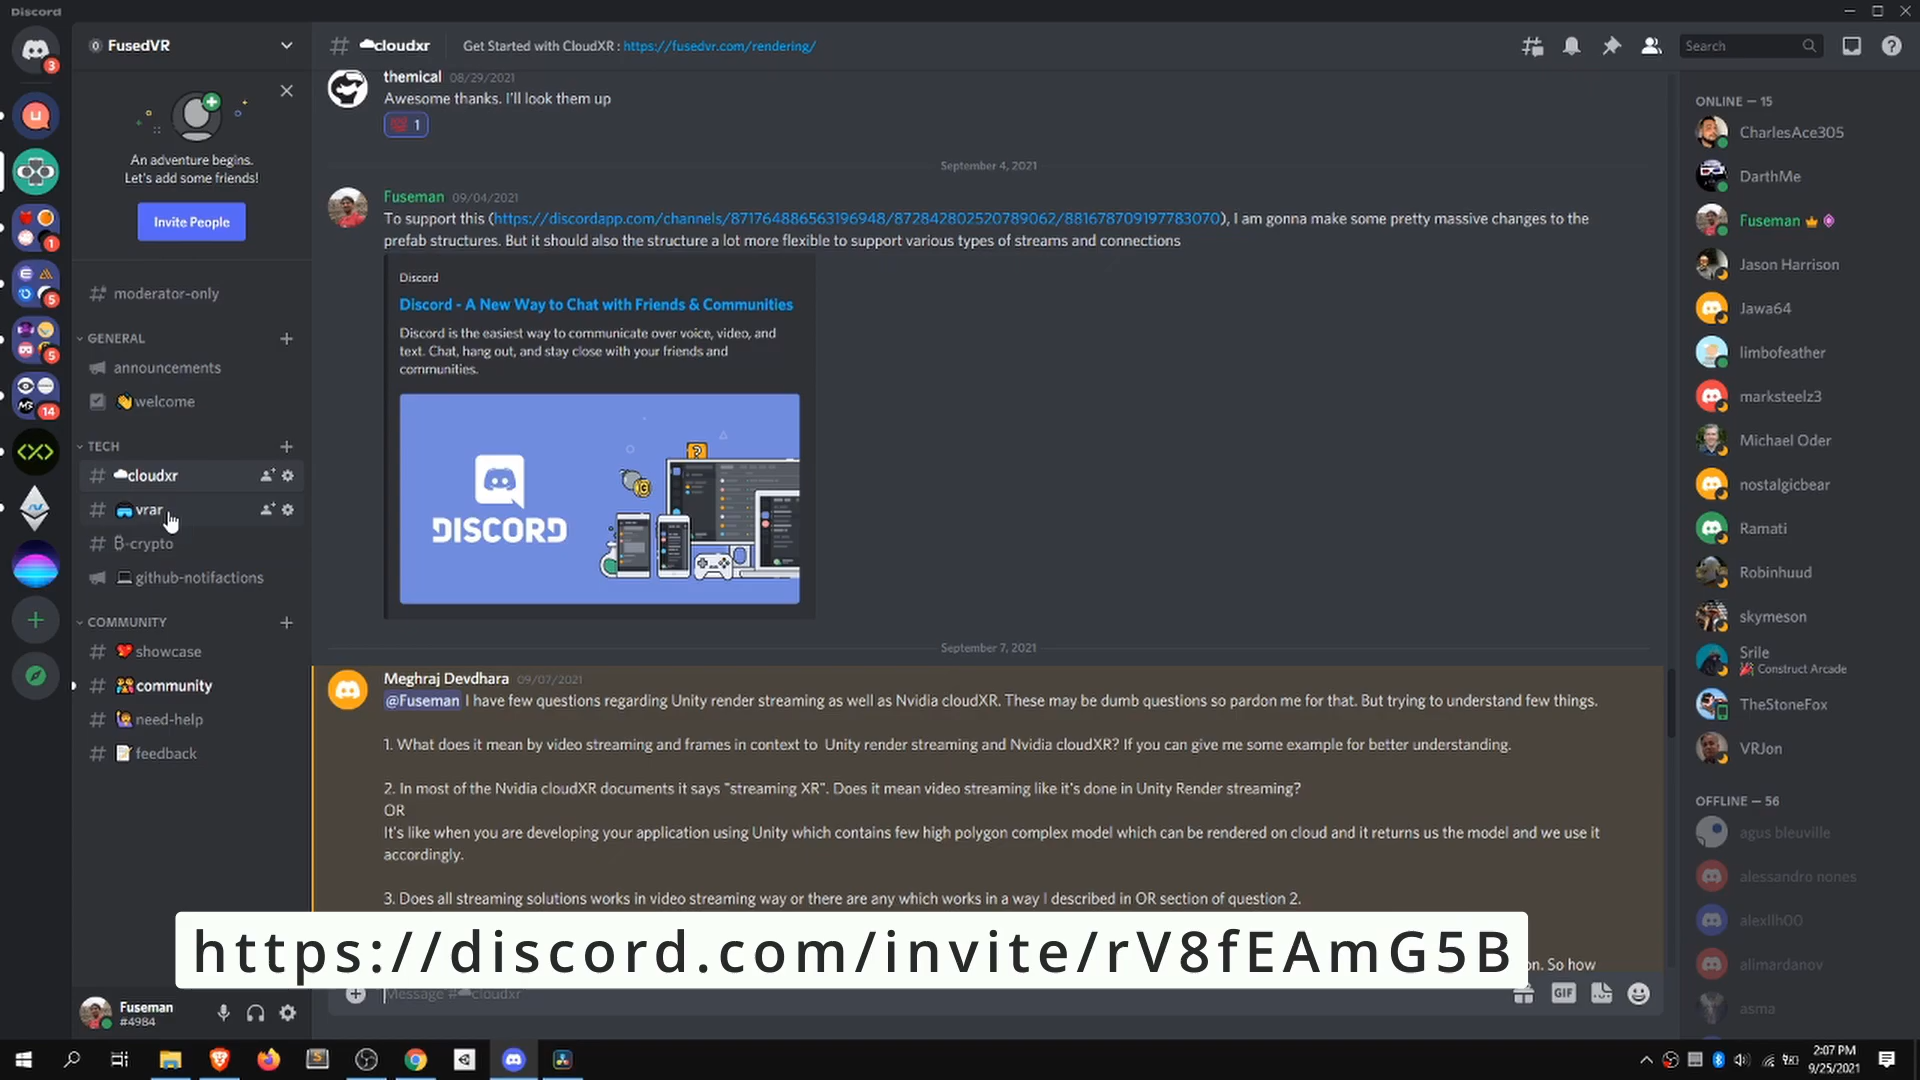 Discord
3
FusedVR
cloudxr
Get Started with CloudXR : https://fusedvr.com/rendering/
Search
An adventure begins.
Let's add some friends!
Invite People
moderator-only
GENERAL
announcements
welcome
TECH
cloudxr
vrar
₿-crypto
github-notifactions
COMMUNITY
showcase
community
need-help
feedback
1
5
5
14
themical 08/29/2021
Awesome thanks. I'll look them up
1
September 4, 2021
Fuseman 09/04/2021
To support this (https://discordapp.com/channels/871764886563196948/872842802520789062/881678709197783070), I am gonna make some pretty massive changes to the
prefab structures. But it should also the structure a lot more flexible to support various types of streams and connections
Discord
Discord - A New Way to Chat with Friends & Communities
Discord is the easiest way to communicate over voice, video, and
text. Chat, hang out, and stay close with your friends and
communities.
DISCORD
September 7, 2021
Meghraj Devdhara 09/07/2021
@Fuseman I have few questions regarding Unity render streaming as well as Nvidia cloudXR. These may be dumb questions so pardon me for that. But trying to understand few things.
1. What does it mean by video streaming and frames in context to Unity render streaming and Nvidia cloudXR? If you can give me some example for better understanding.
2. In most of the Nvidia cloudXR documents it says "streaming XR". Does it mean video streaming like it's done in Unity Render streaming?
OR
It's like when you are developing your application using Unity which contains few high polygon complex model which can be rendered on cloud and it returns us the model and we use it
accordingly.
3. Does all streaming solutions works in video streaming way or there are any which works in a way I described in OR section of question 2.
on. So how
https://discord.com/invite/rV8fEAmG5B
Message #cloudxr
GIF
ONLINE — 15
CharlesAce305
DarthMe
Fuseman
Jason Harrison
Jawa64
limbofeather
marksteelz3
Michael Oder
nostalgicbear
Ramati
Robinhuud
skymeson
Srile
Construct Arcade
TheStoneFox
VRJon
OFFLINE — 56
agus bleuville
alessandro nones
alexllh00
alimardanov
asma
Fuseman
#4984
2:07 PM
9/25/2021